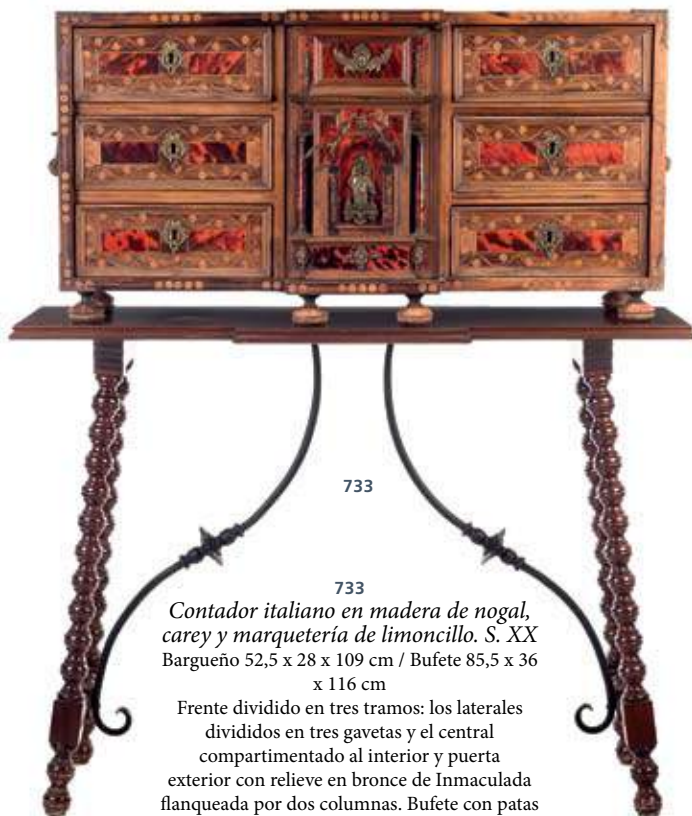 733
733
Contador italiano en madera de nogal,
carey y marquetería de limoncillo. S. XX
Bargueño 52,5 x 28 x 109 cm / Bufete 85,5 x 36
x 116 cm
Frente dividido en tres tramos: los laterales
divididos en tres gavetas y el central
compartimentado al interior y puerta
exterior con relieve en bronce de Inmaculada
flanqueada por dos columnas. Bufete con patas